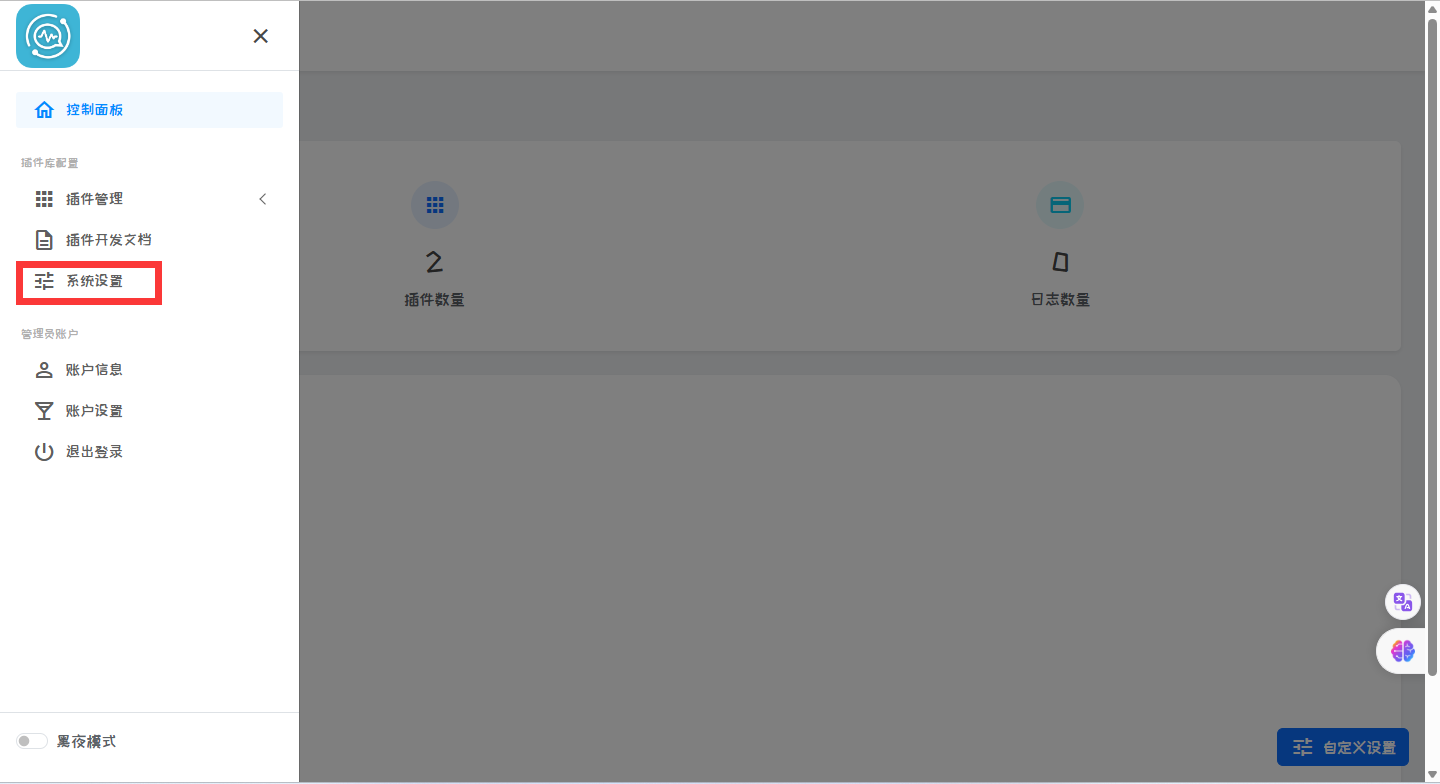 控制面板
插件库配置
插件管理
插件开发文档
系统设置
管理员账户
账户信息
账户设置
退出登录
黑夜模式
2
插件数量
0
日志数量
自定义设置